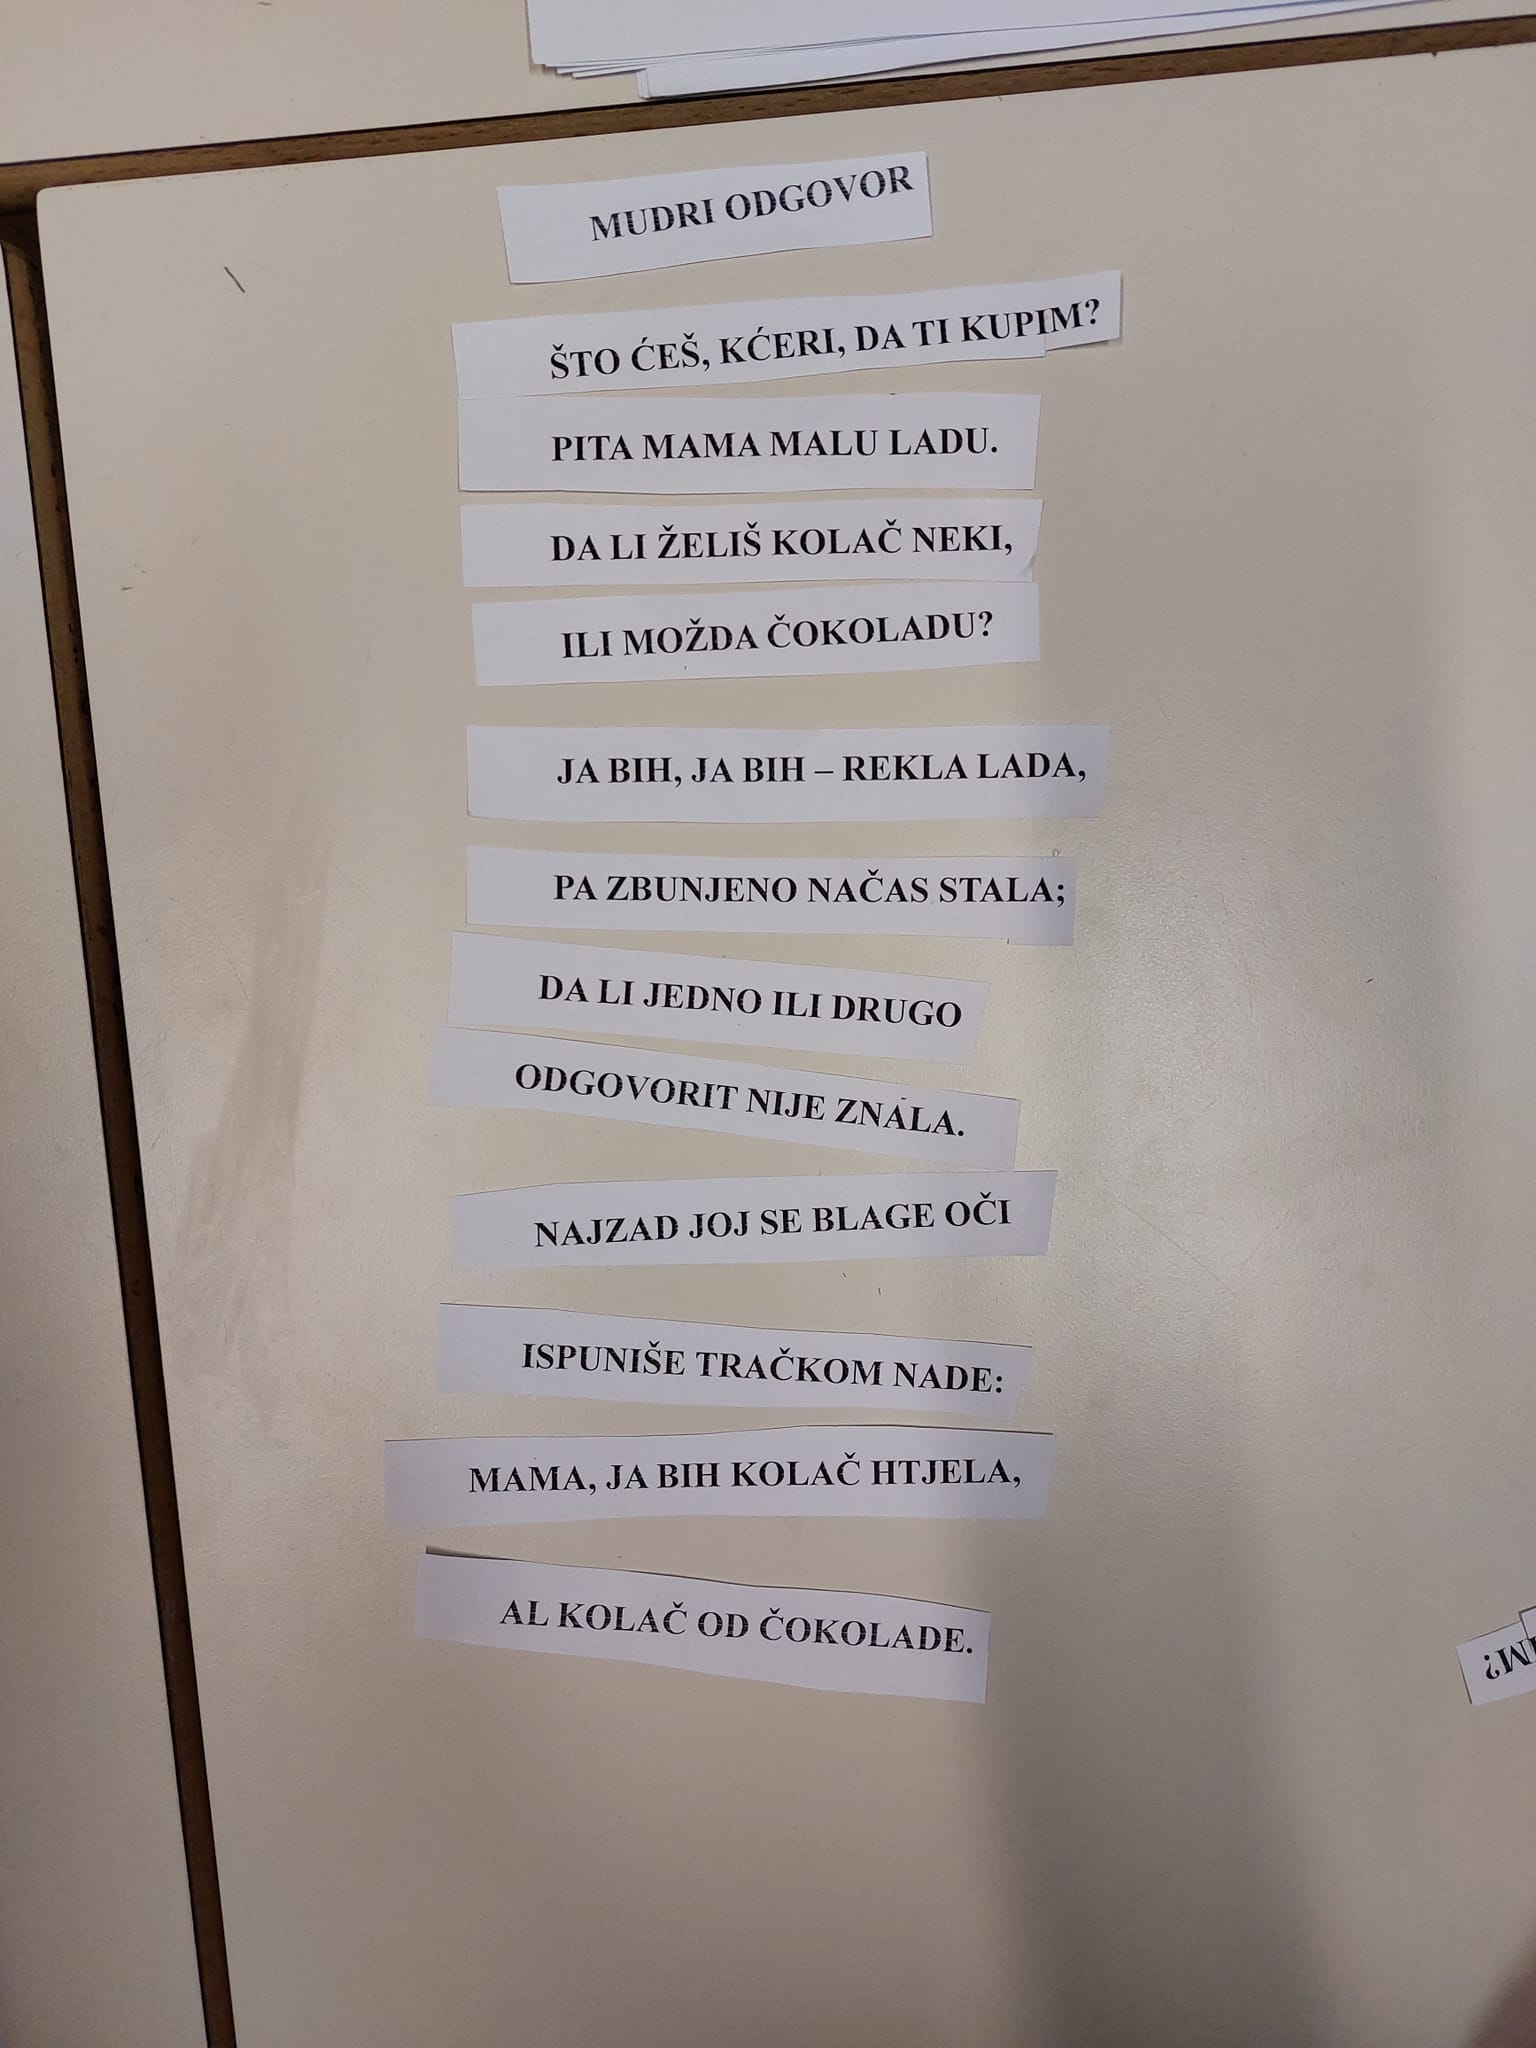 MUDRI ODGOVOR
ŠTO ĆEŠ, KĆERI, DA TI KUPIM?
PITA MAMA MALU LADU.
DA LI ŽELIŠ KOLAČ NEKI,
ILI MOŽDA ČOKOLADU?
JA BIH, JA BIH – REKLA LADA,
PA ZBUNJENO NAČAS STALA;
DA LI JEDNO ILI DRUGO
ODGOVORIT NIJE ZNALA.
NAJZAD JOJ SE BLAGE OČI
ISPUNIŠE TRAČKOM NADE:
MAMA, JA BIH KOLAČ HTJELA,
AL KOLAČ OD ČOKOLADE.